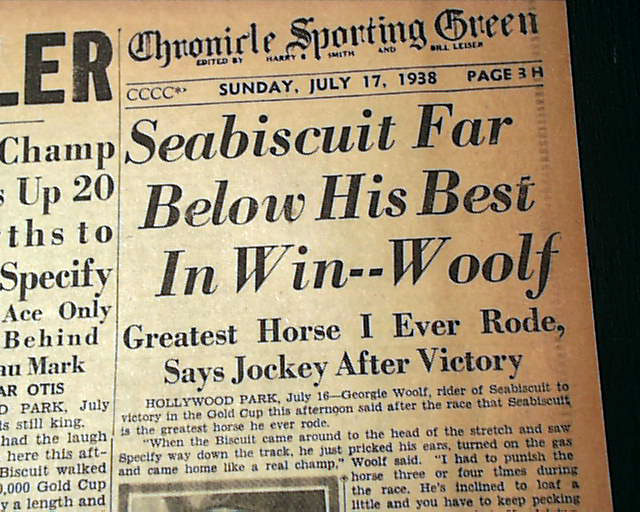 LER
Champ
s Up 20
ths to
Specify
Ace Only
Behind
au Mark
AR OTIS
D PARK, July
is still king.
had the laugh
here this aft-
Biscuit walked
0,000 Gold Cup
y a length and
Chronicle Sporting Green
EDITED BY HARRY B SMITH AND BILL LEISER
CCCC*> SUNDAY, JULY 17, 1938 PAGE 3 H
Seabiscuit Far
Below His Best
In Win--Woolf
Greatest Horse I Ever Rode,
Says Jockey After Victory
HOLLYWOOD PARK, July 16—Georgie Woolf, rider of Seabiscuit to
victory in the Gold Cup this afternoon said after the race that Seabiscuit
is the greatest horse he ever rode.
"When the Biscuit came around to the head of the stretch and saw
Specify way down the track, he just pricked his ears, turned on the gas
and came home like a real champ," Woolf said. "I had to punish the
horse three or four times during
the race. He's inclined to loaf a
little and you have to keep pecking